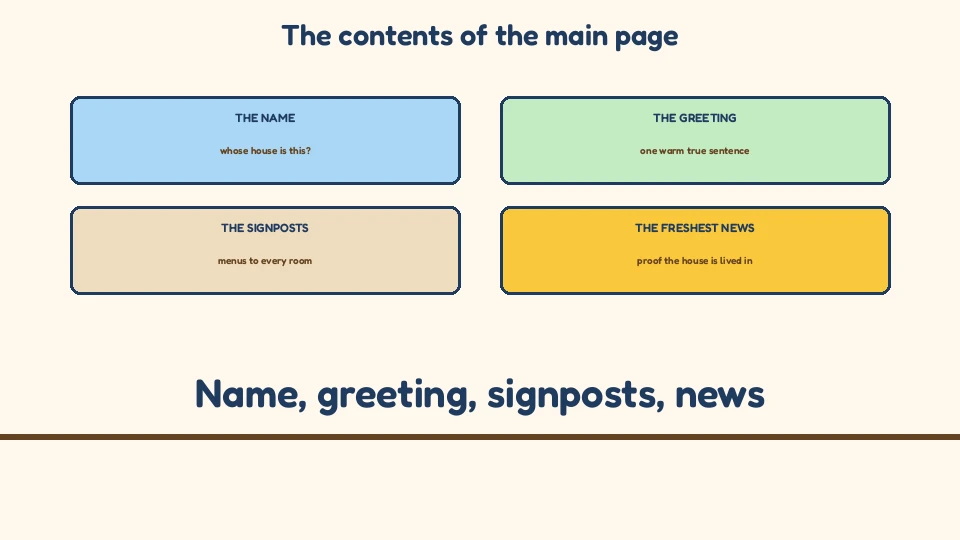 The contents of the main page
THE NAME
whose house is this?
THE GREETING
one warm true sentence
THE SIGNPOSTS
menus to every room
THE FRESHEST NEWS
proof the house is lived in
Name, greeting, signposts, news